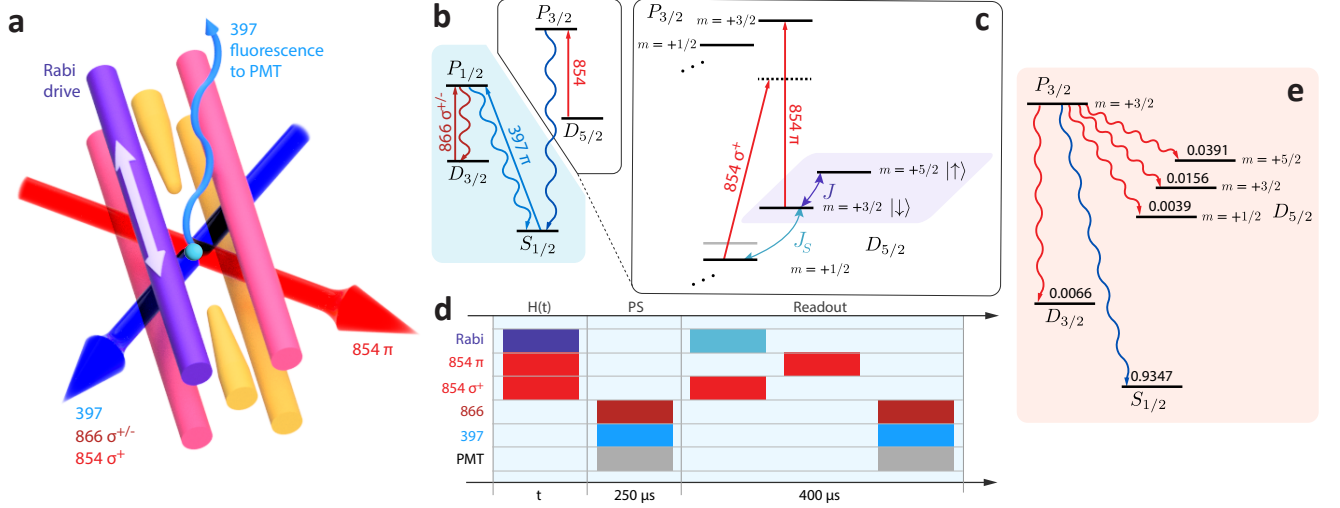 a
397
fluorescence
to PMT
Rabi
drive
854 π
397
866 σ+/-
854 σ+
b
P3/2
P1/2
854
866 σ+/-
397 π
D5/2
D3/2
S1/2
c
P3/2
m = +3/2
m = +1/2
854 π
854 σ+
m = +5/2 |↑⟩
J
m = +3/2 |↓⟩
JS
D5/2
m = +1/2
d
H(t)
PS
Readout
Rabi
854 π
854 σ+
866
397
PMT
t
250 μs
400 μs
e
P3/2
m = +3/2
0.0391
m = +5/2
0.0156
m = +3/2
0.0039
m = +1/2
D5/2
0.0066
D3/2
0.9347
S1/2